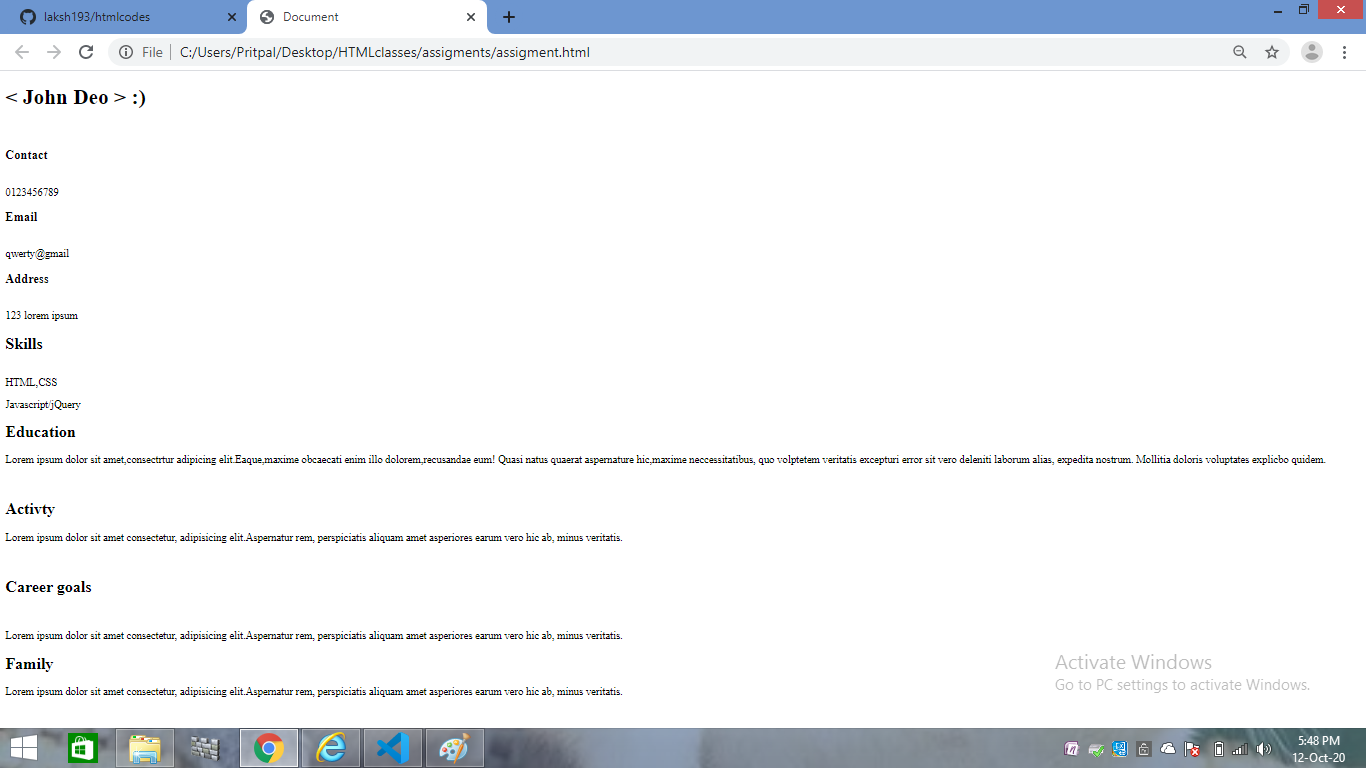 laksh193/htmlcodes
Document
File
C:/Users/Pritpal/Desktop/HTMLclasses/assigments/assigment.html
< John Deo > :)
Contact
0123456789
Email
qwerty@gmail
Address
123 lorem ipsum
Skills
HTML,CSS
Javascript/jQuery
Education
Lorem ipsum dolor sit amet,consectrtur adipicing elit.Eaque,maxime obcaecati enim illo dolorem,recusandae eum! Quasi natus quaerat aspernature hic,maxime neccessitatibus, quo volptetem veritatis excepturi error sit vero deleniti laborum alias, expedita nostrum. Mollitia doloris voluptates explicbo quidem.
Activty
Lorem ipsum dolor sit amet consectetur, adipisicing elit.Aspernatur rem, perspiciatis aliquam amet asperiores earum vero hic ab, minus veritatis.
Career goals
Lorem ipsum dolor sit amet consectetur, adipisicing elit.Aspernatur rem, perspiciatis aliquam amet asperiores earum vero hic ab, minus veritatis.
Family
Lorem ipsum dolor sit amet consectetur, adipisicing elit.Aspernatur rem, perspiciatis aliquam amet asperiores earum vero hic ab, minus veritatis.
Activate Windows
Go to PC settings to activate Windows.
5:48 PM
12-Oct-20